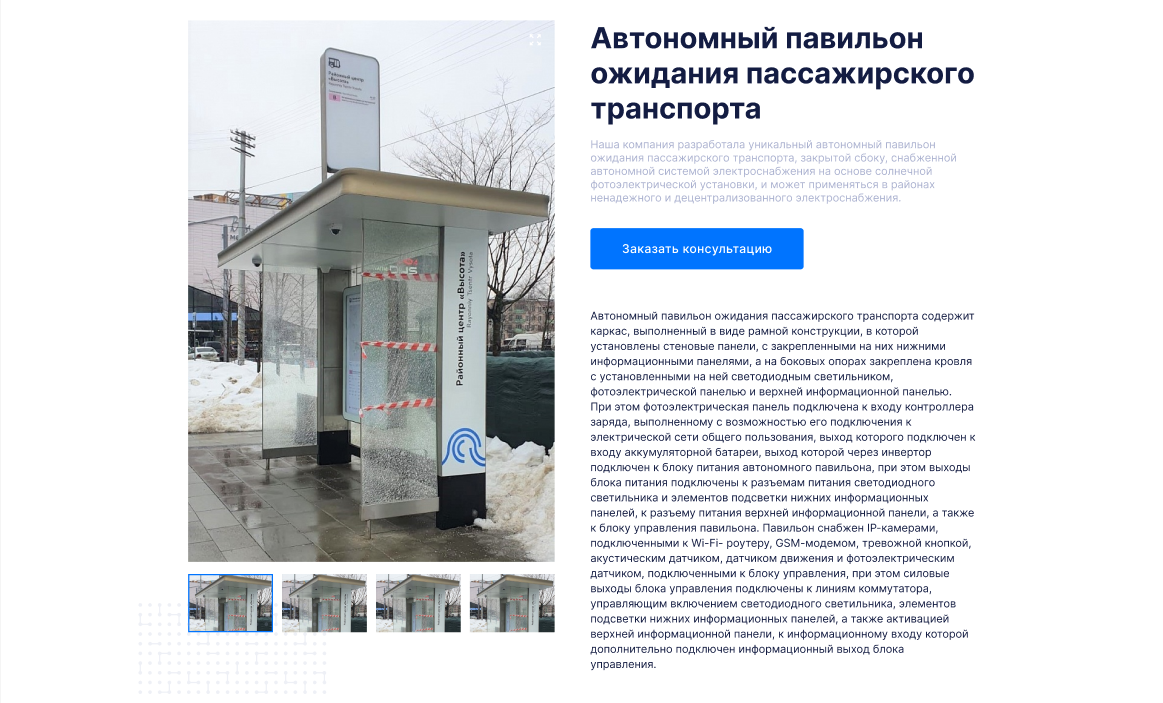 Районный центр
«Высота»
Районный центр «Высота»
Rayonny Tsentr Vysota
Автономный павильон
ожидания пассажирского
транспорта
Наша компания разработала уникальный автономный павильон
ожидания пассажирского транспорта, закрытой сбоку, снабженной
автономной системой электроснабжения на основе солнечной
фотоэлектрической установки, и может применяться в районах
ненадежного и децентрализованного электроснабжения.
Заказать консультацию
Автономный павильон ожидания пассажирского транспорта содержит
каркас, выполненный в виде рамной конструкции, в которой
установлены стеновые панели, с закрепленными на них нижними
информационными панелями, а на боковых опорах закреплена кровля
с установленными на ней светодиодным светильником,
фотоэлектрической панелью и верхней информационной панелью.
При этом фотоэлектрическая панель подключена к входу контроллера
заряда, выполненному с возможностью его подключения к
электрической сети общего пользования, выход которого подключен к
входу аккумуляторной батареи, выход которой через инвертор
подключен к блоку питания автономного павильона, при этом выходы
блока питания подключены к разъемам питания светодиодного
светильника и элементов подсветки нижних информационных
панелей, к разъему питания верхней информационной панели, а также
к блоку управления павильона. Павильон снабжен IP-камерами,
подключенными к Wi-Fi- роутеру, GSM-модемом, тревожной кнопкой,
акустическим датчиком, датчиком движения и фотоэлектрическим
датчиком, подключенными к блоку управления, при этом силовые
выходы блока управления подключены к линиям коммутатора,
управляющим включением светодиодного светильника, элементов
подсветки нижних информационных панелей, а также активацией
верхней информационной панели, к информационному входу которой
дополнительно подключен информационный выход блока
управления.